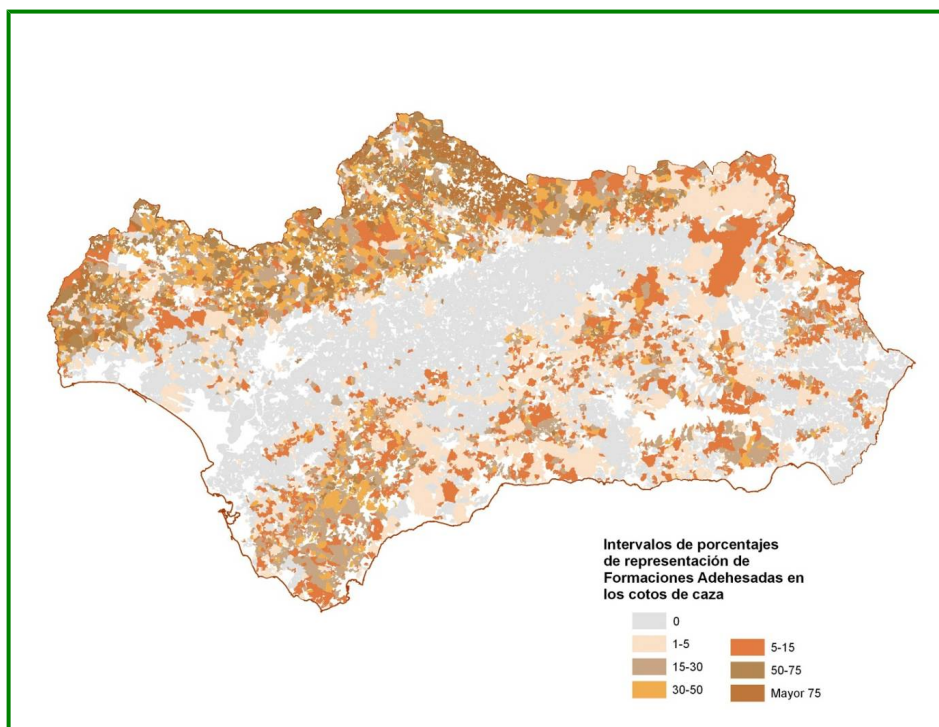 Intervalos de porcentajes
de representación de
Formaciones Adehesadas en
los cotos de caza
0
1-5
15-30
30-50
5-15
50-75
Mayor 75